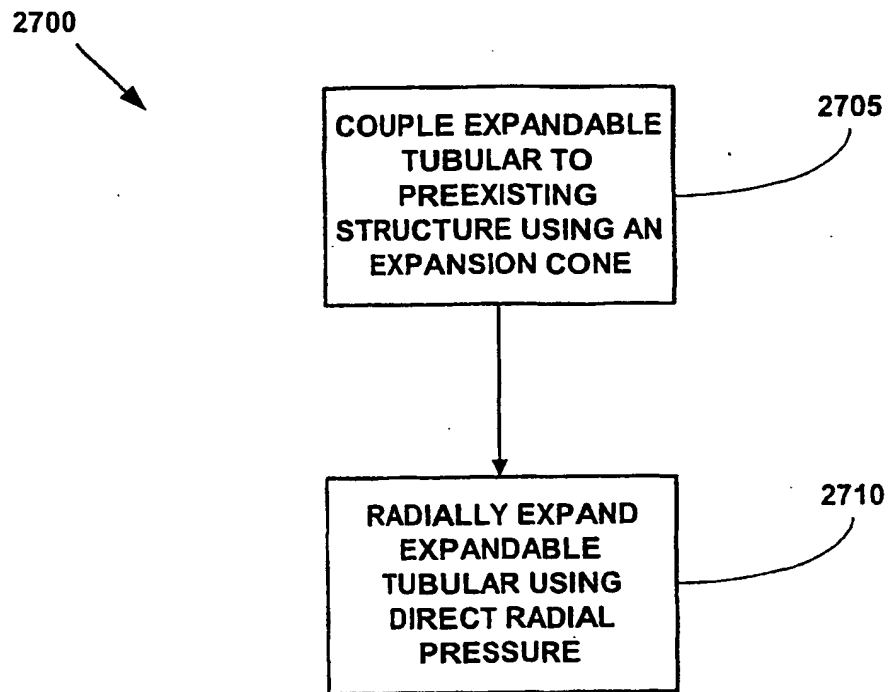 2700
COUPLE EXPANDABLE
TUBULAR TO
PREEXISTING
STRUCTURE USING AN
EXPANSION CONE
2705
RADIALLY EXPAND
EXPANDABLE
TUBULAR USING
DIRECT RADIAL
PRESSURE
2710